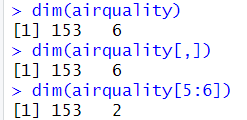 > dim(airquality)
[1] 153   6
> dim(airquality[,])
[1] 153   6
> dim(airquality[5:6])
[1] 153   2